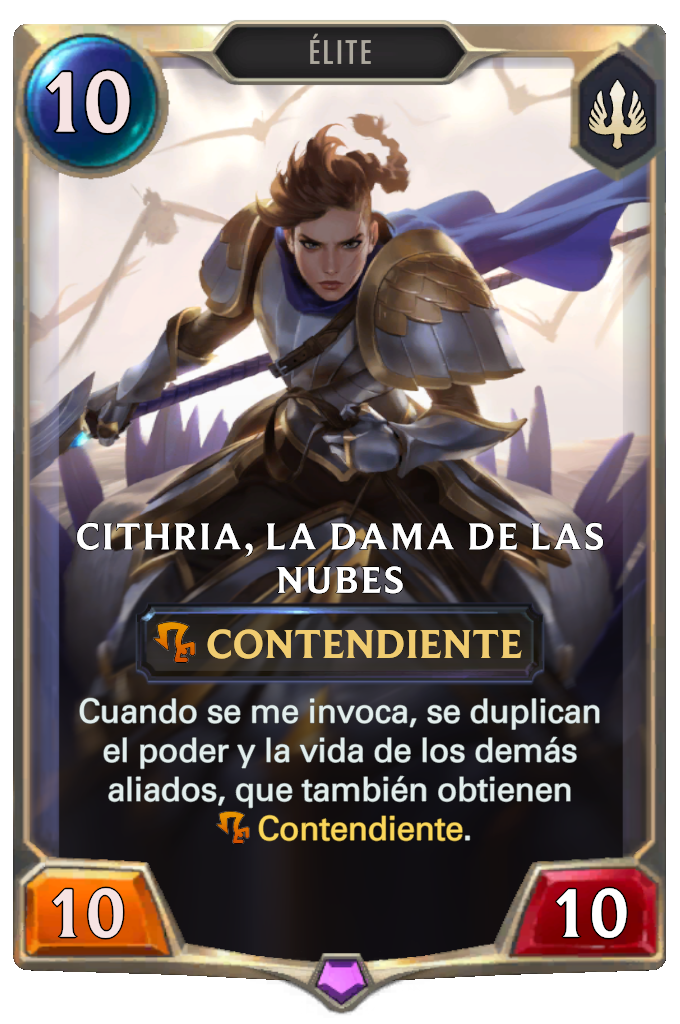 ÉLITE
10
CITHRIA, LA DAMA DE LAS
NUBES
CONTENDIENTE
Cuando se me invoca, se duplican
el poder y la vida de los demás
aliados, que también obtienen
Contendiente.
10
10